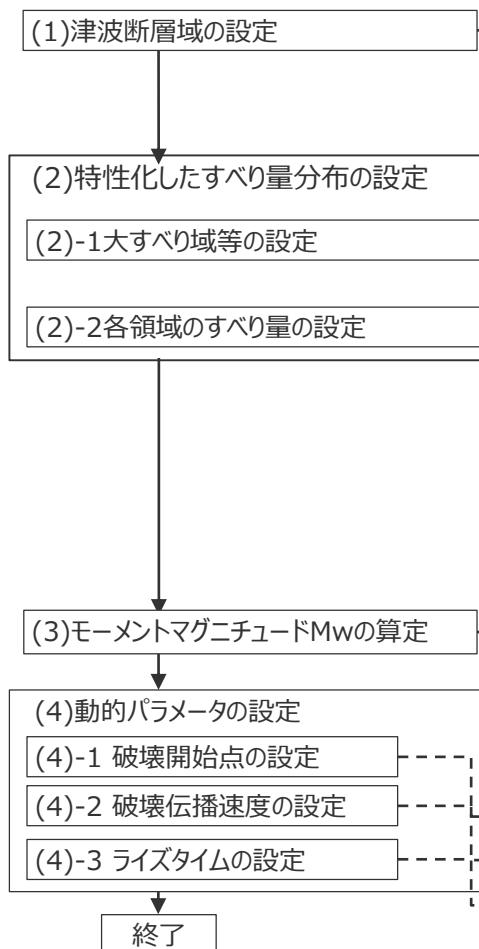 (1)津波断層域の設定
(2)特性化したすべり量分布の設定
(2)-1大すべり域等の設定
(2)-2各領域のすべり量の設定
(3)モーメントマグニチュードMwの算定
(4)動的パラメータの設定
(4)-1 破壊開始点の設定
(4)-2 破壊伝播速度の設定
(4)-3 ライズタイムの設定
終了